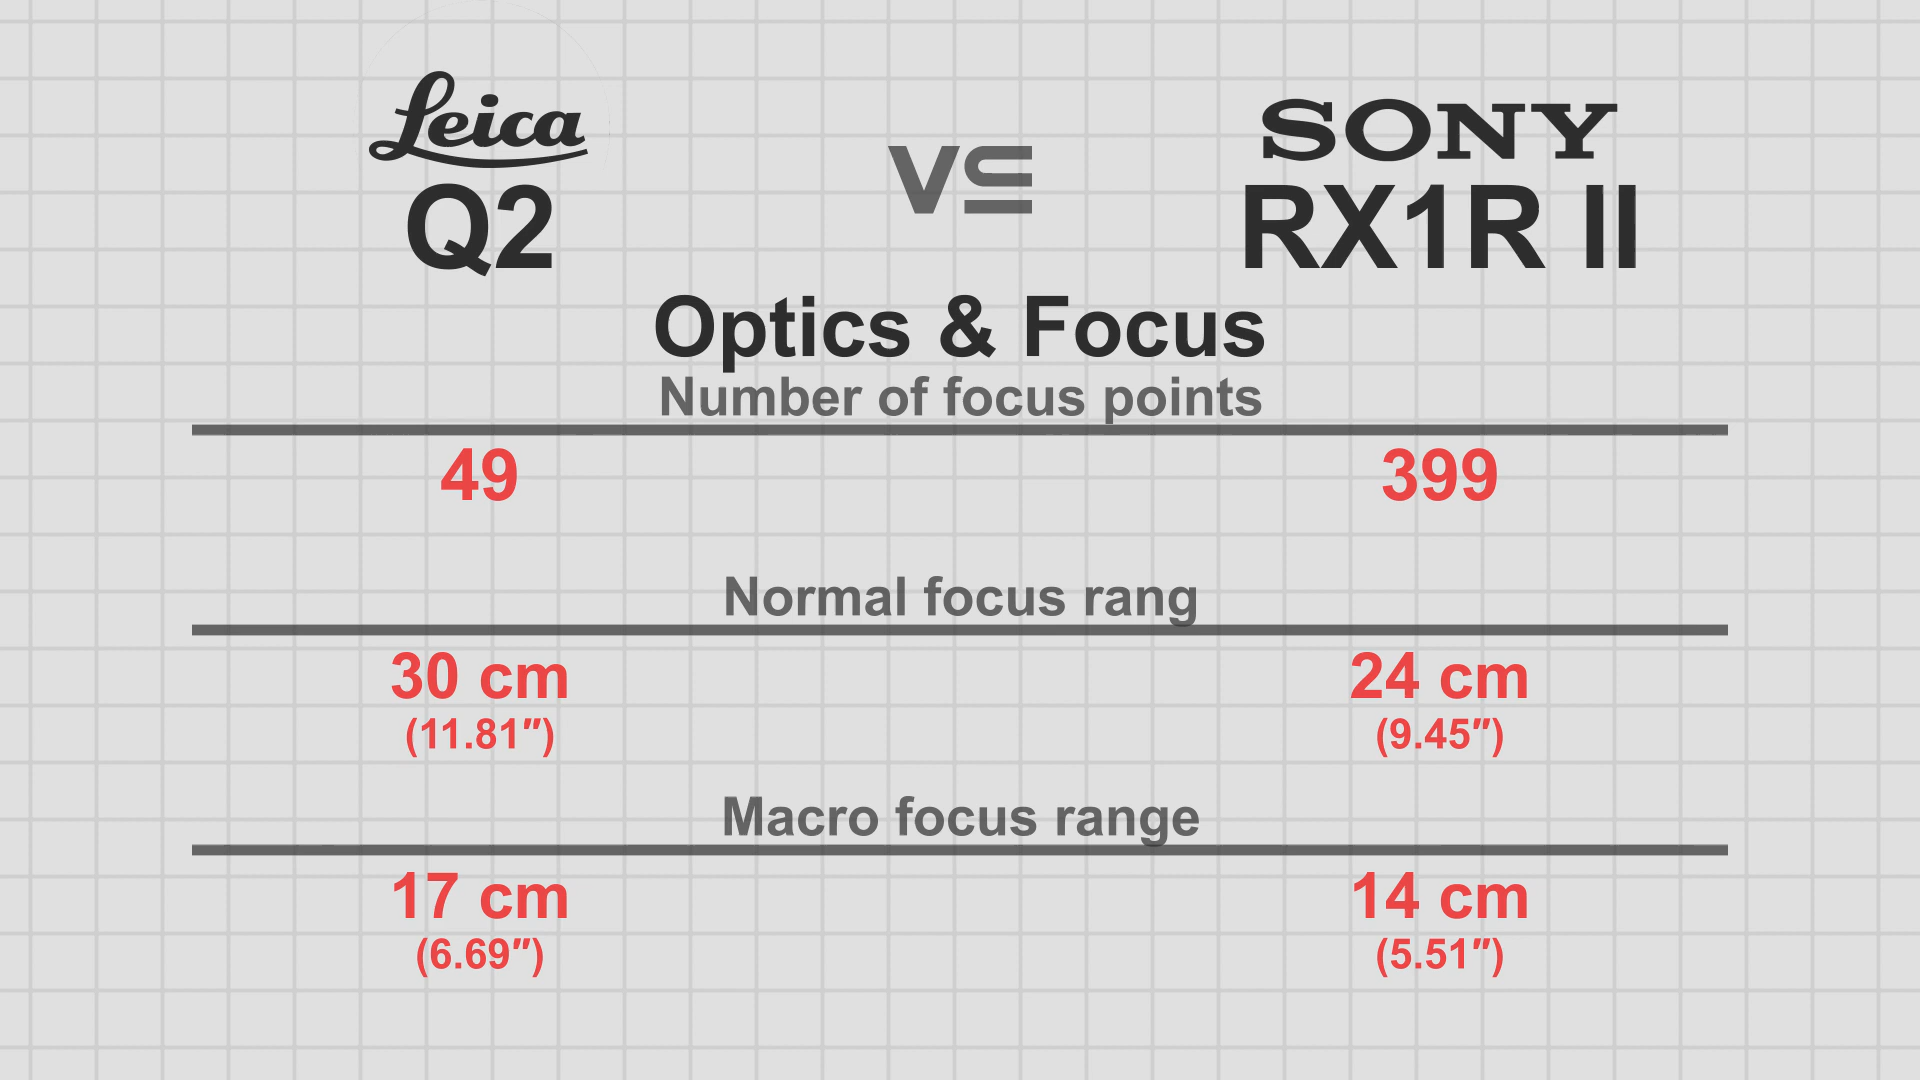 Leica VS SONY
Q2 RX1R II
Optics & Focus
Number of focus points
49 399
Normal focus rang
30 cm 24 cm
(11.81″) (9.45″)
Macro focus range
17 cm 14 cm
(6.69″) (5.51″)